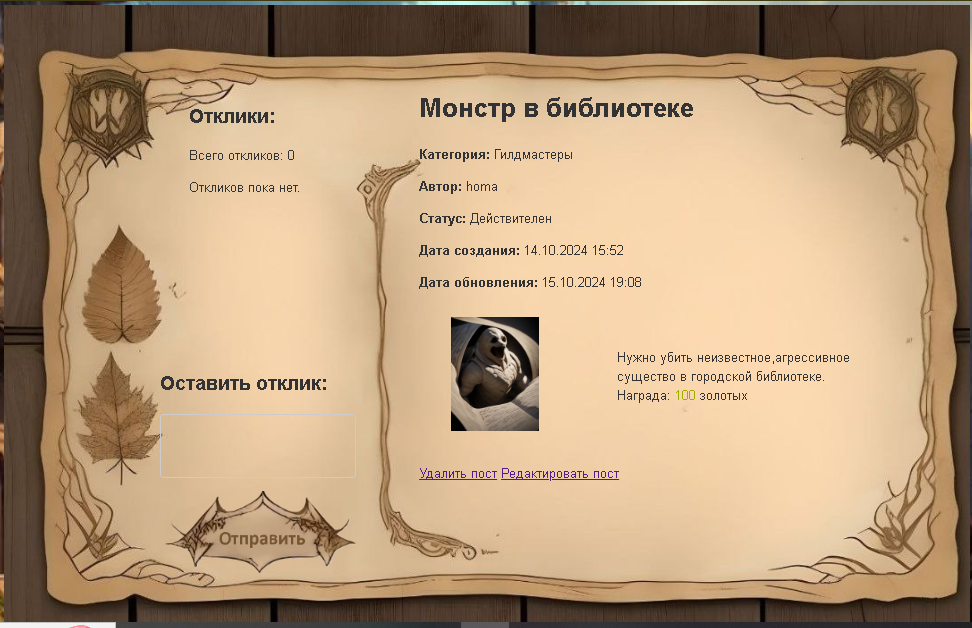 Отклики:
Всего откликов: 0
Откликов пока нет.
Оставить отклик:
Отправить
Монстр в библиотеке
Категория: Гилдмастеры
Автор: homa
Статус: Действителен
Дата создания: 14.10.2024 15:52
Дата обновления: 15.10.2024 19:08
Нужно убить неизвестное,агрессивное
существо в городской библиотеке.
Награда: 100 золотых
Удалить пост Редактировать пост